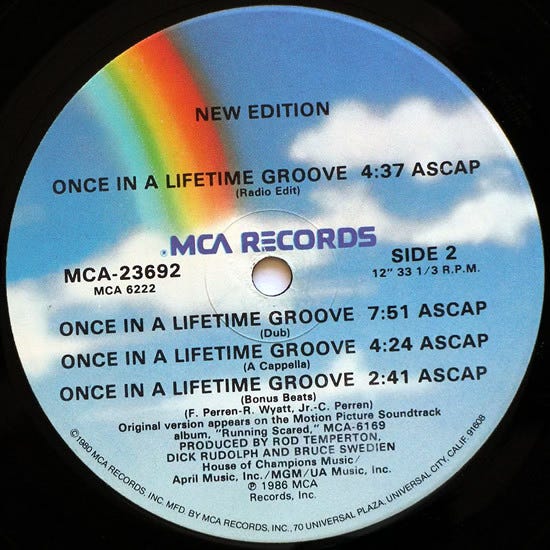 NEW EDITION
ONCE IN A LIFETIME GROOVE 4:37 ASCAP
(Radio Edit)
MCA RECORDS
MCA-23692
MCA 6222
SIDE 2
12" 33 1/3 R.P.M.
ONCE IN A LIFETIME GROOVE 7:51 ASCAP
(Dub)
ONCE IN A LIFETIME GROOVE 4:24 ASCAP
(A Cappella)
ONCE IN A LIFETIME GROOVE 2:41 ASCAP
(Bonus Beats)
(F. Perren-R. Wyatt, Jr.-C. Perren)
Original version appears on the Motion Picture Soundtrack
album, "Running Scared," MCA-6169
PRODUCED BY ROD TEMPERTON,
DICK RUDOLPH AND BRUCE SWEDIEN
House of Champions Music/
April Music, Inc./MGM/UA Music, Inc.
℗ 1986 MCA
Records, Inc.
©1980 MCA RECORDS, INC. MFD. BY MCA RECORDS, INC., 70 UNIVERSAL PLAZA, UNIVERSAL CITY, CALIF. 91608